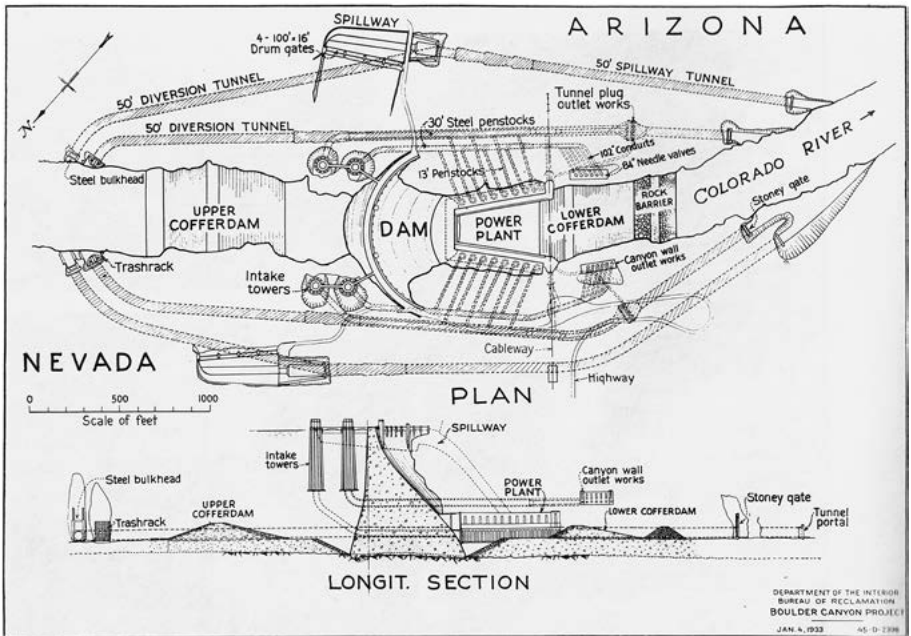 SPILLWAY
ARIZONA
4 - 100' x 16'
Drum gates
50' DIVERSION TUNNEL
50' SPILLWAY TUNNEL
N.
50' DIVERSION TUNNEL
30' Steel penstocks
Tunnel plug
outlet works
102" Conduits
84" Needle valves
13' Penstocks
Steel bulkhead
COLORADO RIVER
Stoney gate
UPPER
COFFERDAM
DAM
POWER
PLANT
LOWER
COFFERDAM
ROCK
BARRIER
Trashrack
Intake
towers
Canyon wall
outlet works
NEVADA
Cableway
Highway
PLAN
0 500 1000
Scale of feet
SPILLWAY
Intake
towers
Steel bulkhead
Trashrack
UPPER
COFFERDAM
POWER
PLANT
Canyon wall
outlet works
LOWER COFFERDAM
Stoney gate
Tunnel
portal
LONGIT. SECTION
DEPARTMENT OF THE INTERIOR
BUREAU OF RECLAMATION
BOULDER CANYON PROJECT
JAN. 4, 1933